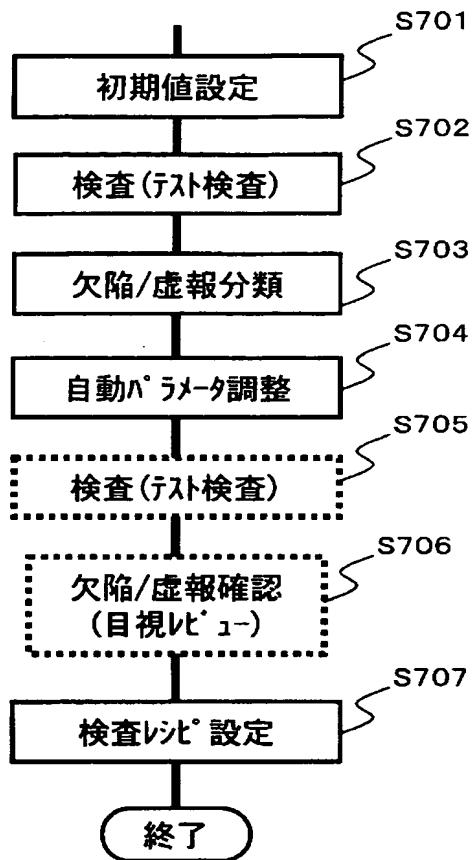 S701
初期値設定
S702
検査(ﾃｽﾄ検査)
S703
欠陥/虚報分類
S704
自動ﾊﾟﾗﾒｰﾀ調整
S705
検査(ﾃｽﾄ検査)
S706
欠陥/虚報確認
(目視ﾚﾋﾞｭｰ)
S707
検査ﾚｼﾋﾟ設定
終了